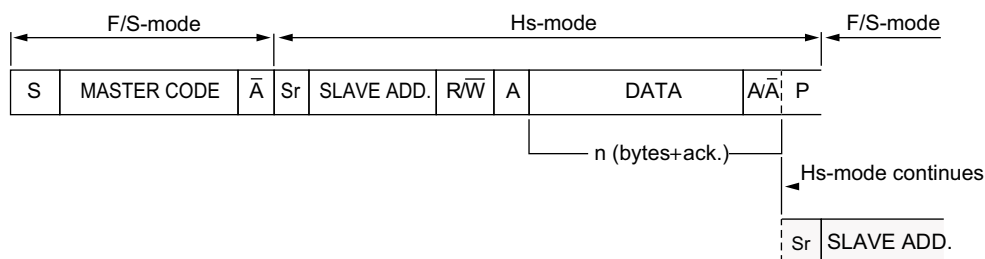 F/S-mode Hs-mode F/S-mode
S MASTER CODE A̅ Sr SLAVE ADD. R/W̅ A DATA A/A̅ P
n (bytes+ack.)
Hs-mode continues
Sr SLAVE ADD.